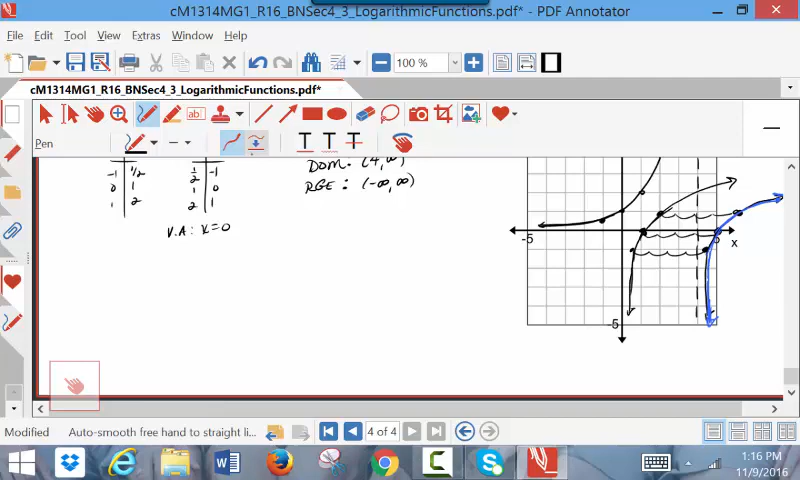 cM1314MG1_R16_BNSec4_3_LogarithmicFunctions.pdf* - PDF Annotator
File Edit Tool View Extras Window Help
100 %
cM1314MG1_R16_BNSec4_3_LogarithmicFunctions.pdf*
ab|
T T T
Pen
DOM: (4, ∞)
RGE : (-∞, ∞)
-1 1/2
0 1
1 2
1/2 -1
1 0
2 1
V.A: x=0
-5 5 x
-5
Modified Auto-smooth free hand to straight li... 4 of 4
1:16 PM
11/9/2016